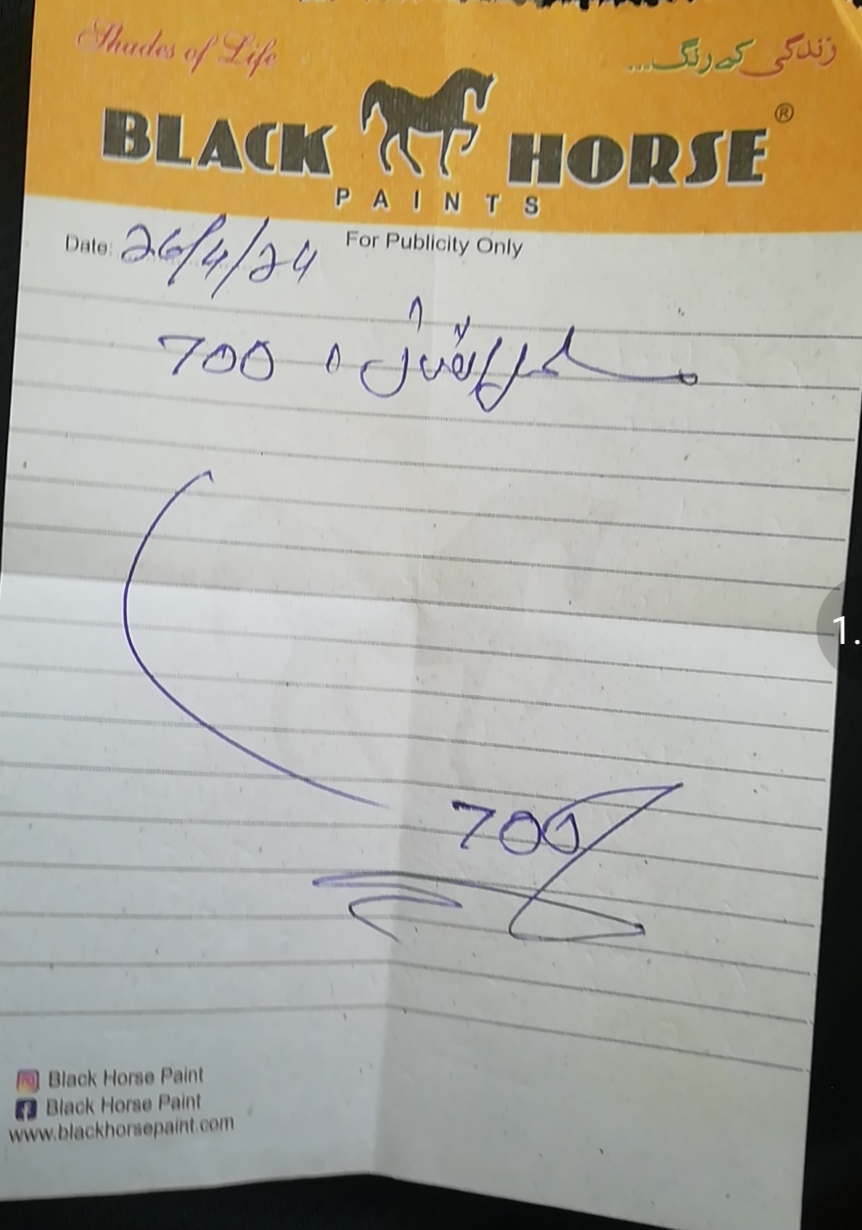 Shades of Life
زندگی کے رنگ...
BLACK HORSE ®
PAINTS
Date: 26/4/24
For Publicity Only
700
700
Black Horse Paint
Black Horse Paint
www.blackhorsepaint.com
1.